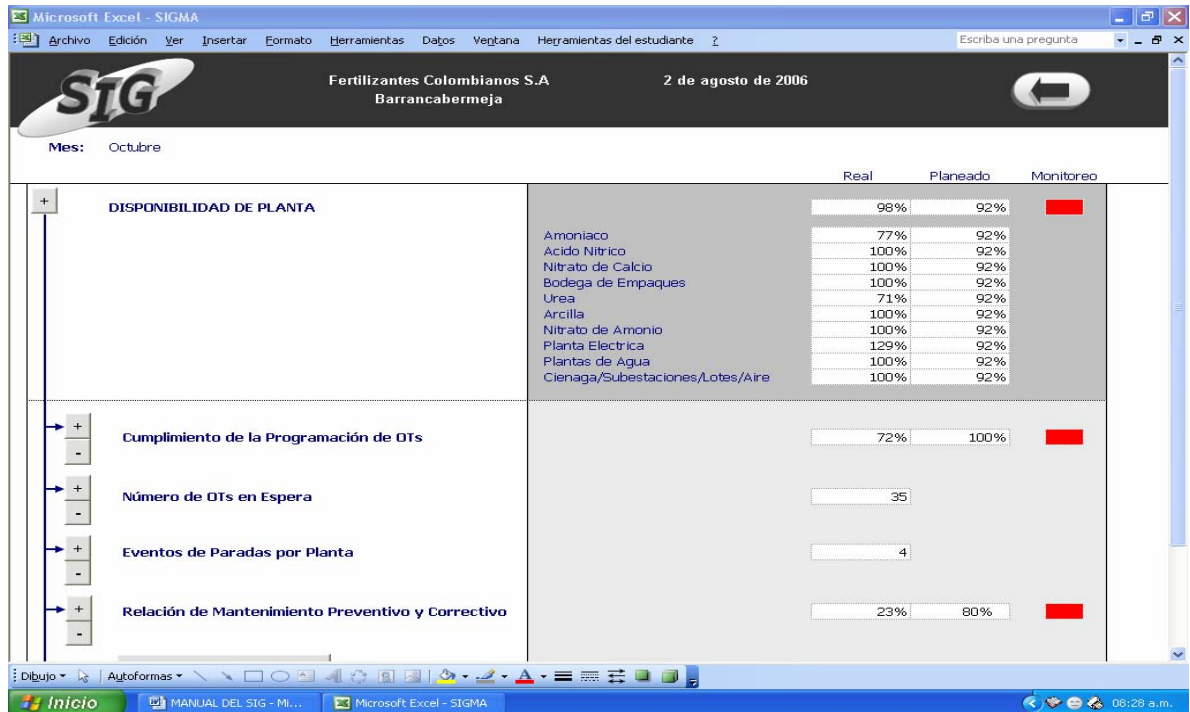 Microsoft Excel - SIGMA
Archivo Edición Ver Insertar Formato Herramientas Datos Ventana Herramientas del estudiante ? Escriba una pregunta
SIG
Fertilizantes Colombianos S.A 2 de agosto de 2006
Barrancabermeja
Mes: Octubre
Real Planeado Monitoreo
+ DISPONIBILIDAD DE PLANTA 98% 92%
Amoniaco 77% 92%
Acido Nitrico 100% 92%
Nitrato de Calcio 100% 92%
Bodega de Empaques 100% 92%
Urea 71% 92%
Arcilla 100% 92%
Nitrato de Amonio 100% 92%
Planta Electrica 129% 92%
Plantas de Agua 100% 92%
Cienaga/Subestaciones/Lotes/Aire 100% 92%
+
Cumplimiento de la Programación de OTs 72% 100%
-
+
Número de OTs en Espera 35
-
+
Eventos de Paradas por Planta 4
-
+
Relación de Mantenimiento Preventivo y Correctivo 23% 80%
-
Dibujo Autoformas
Inicio MANUAL DEL SIG - Mi... Microsoft Excel - SIGMA 08:28 a.m.